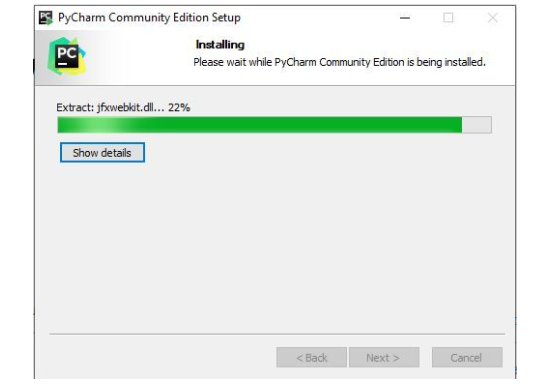 PyCharm Community Edition Setup
PC
Installing
Please wait while PyCharm Community Edition is being installed.
Extract: jfxwebkit.dll... 22%
Show details
< Back
Next >
Cancel